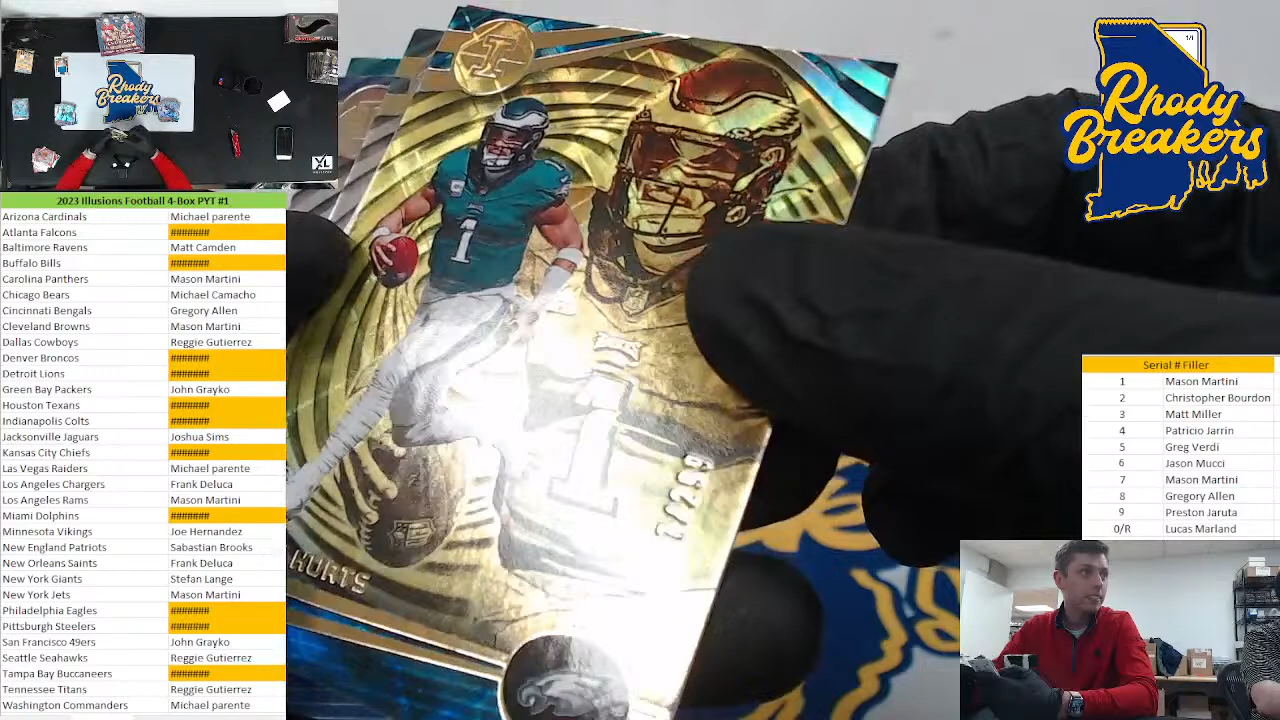 2023 Illusions Football 4-Box PYT #1
Arizona Cardinals Michael parente
Atlanta Falcons #######
Baltimore Ravens Matt Camden
Buffalo Bills #######
Carolina Panthers Mason Martini
Chicago Bears Michael Camacho
Cincinnati Bengals Gregory Allen
Cleveland Browns Mason Martini
Dallas Cowboys Reggie Gutierrez
Denver Broncos #######
Detroit Lions #######
Green Bay Packers John Grayko
Houston Texans #######
Indianapolis Colts #######
Jacksonville Jaguars Joshua Sims
Kansas City Chiefs #######
Las Vegas Raiders Michael parente
Los Angeles Chargers Frank Deluca
Los Angeles Rams Mason Martini
Miami Dolphins #######
Minnesota Vikings Joe Hernandez
New England Patriots Sabastian Brooks
New Orleans Saints Frank Deluca
New York Giants Stefan Lange
New York Jets Mason Martini
Philadelphia Eagles #######
Pittsburgh Steelers #######
San Francisco 49ers John Grayko
Seattle Seahawks Reggie Gutierrez
Tampa Bay Buccaneers #######
Tennessee Titans Reggie Gutierrez
Washington Commanders Michael parente
Rhody
Breakers
XL
I
1
1
HURTS
1/1
Rhody
Breakers
Serial # Filler
1 Mason Martini
2 Christopher Bourdon
3 Matt Miller
4 Patricio Jarrin
5 Greg Verdi
6 Jason Mucci
7 Mason Martini
8 Gregory Allen
9 Preston Jaruta
0/R Lucas Marland